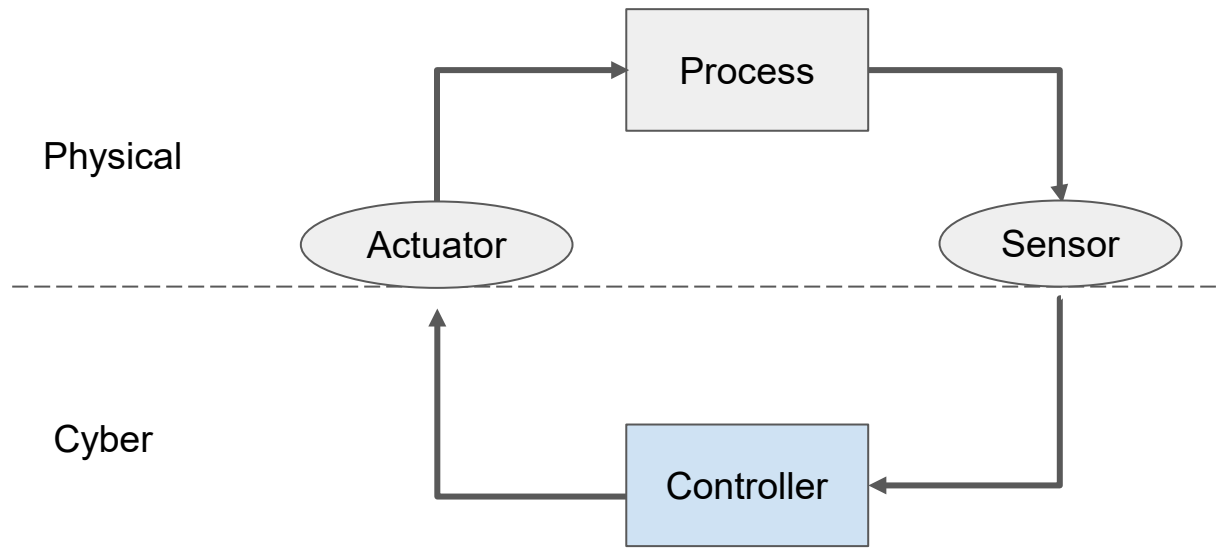 Process
Physical
Actuator
Sensor
Cyber
Controller